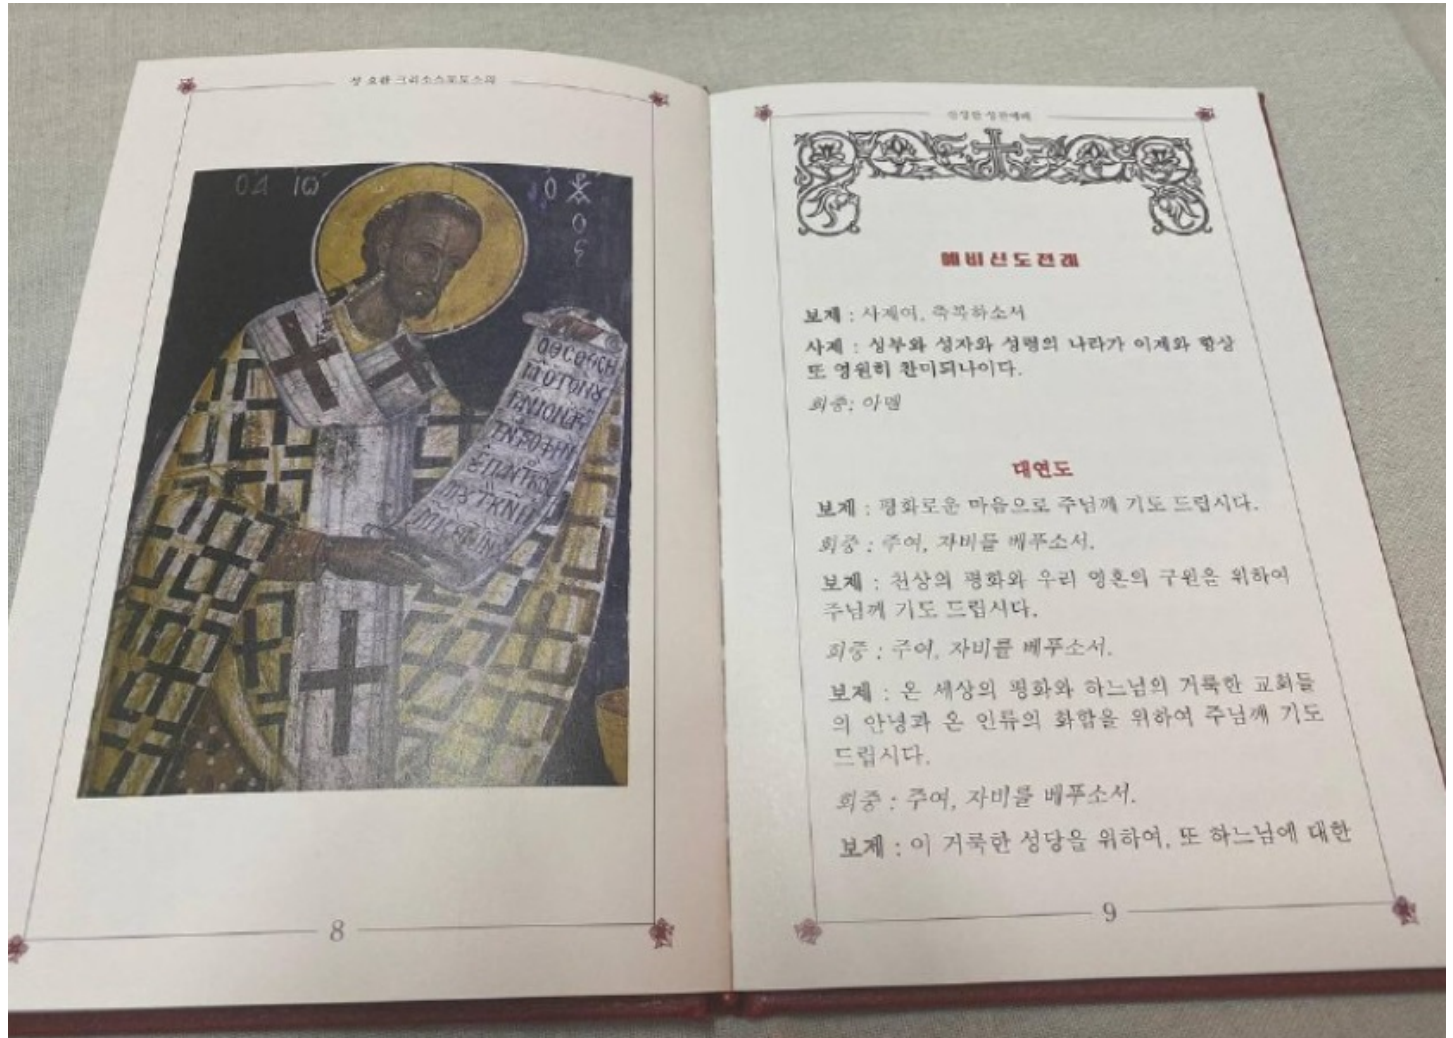 성 요한 크리소스토모스의
ΟΑ ΙΩ
Ο
Ο
ς
8
신성한 성찬예배
예비신도전례
보제 : 사제여, 축복하소서
사제 : 성부와 성자와 성령의 나라가 이제와 항상
또 영원히 찬미되나이다.
회중: 아멘
대연도
보제 : 평화로운 마음으로 주님께 기도 드립시다.
회중 : 주여, 자비를 베푸소서.
보제 : 천상의 평화와 우리 영혼의 구원을 위하여
주님께 기도 드립시다.
회중 : 주여, 자비를 베푸소서.
보제 : 온 세상의 평화와 하느님의 거룩한 교회들
의 안녕과 온 인류의 화합을 위하여 주님께 기도
드립시다.
회중 : 주여, 자비를 베푸소서.
보제 : 이 거룩한 성당을 위하여, 또 하느님에 대한
9